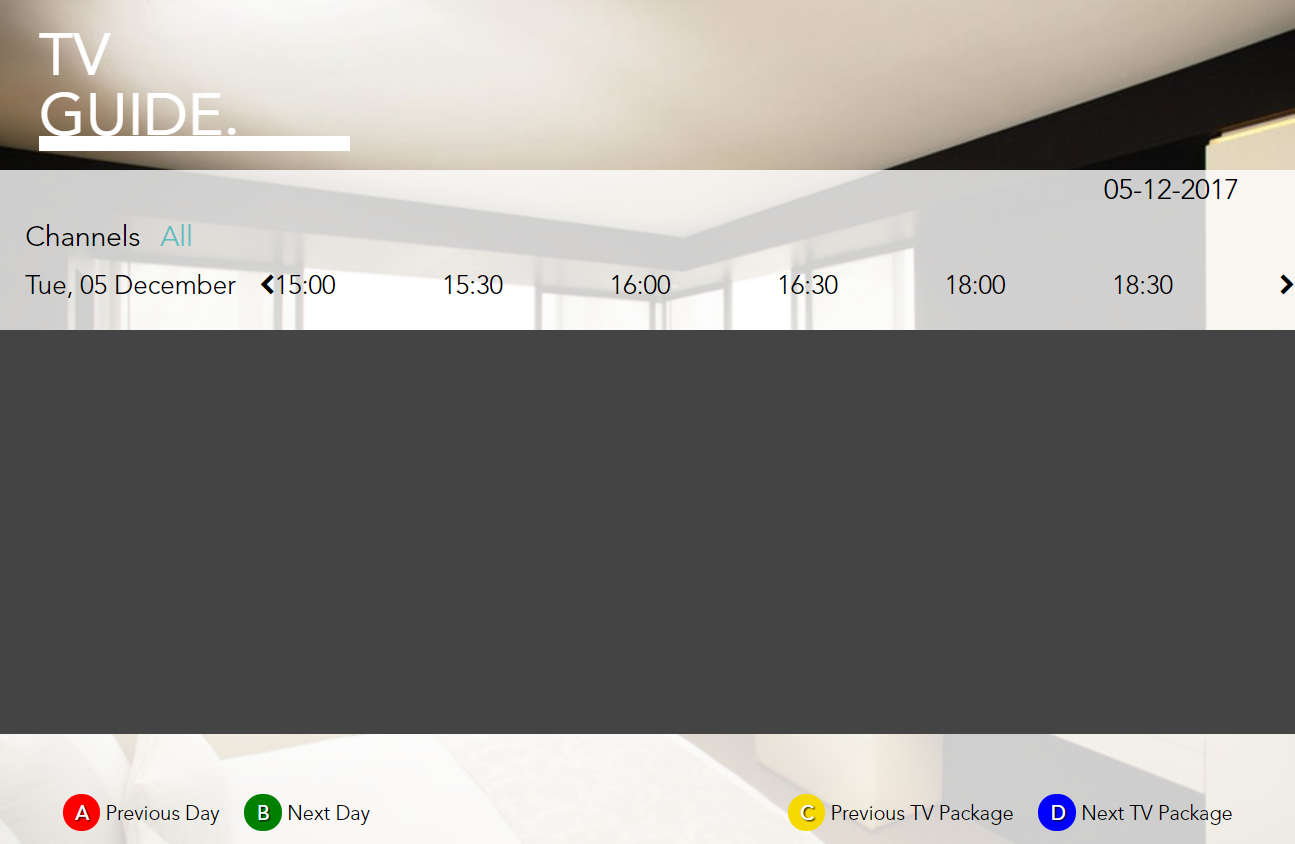 TV
GUIDE.
05-12-2017
Channels All
Tue, 05 December 15:00 15:30 16:00 16:30 18:00 18:30
A Previous Day B Next Day C Previous TV Package D Next TV Package